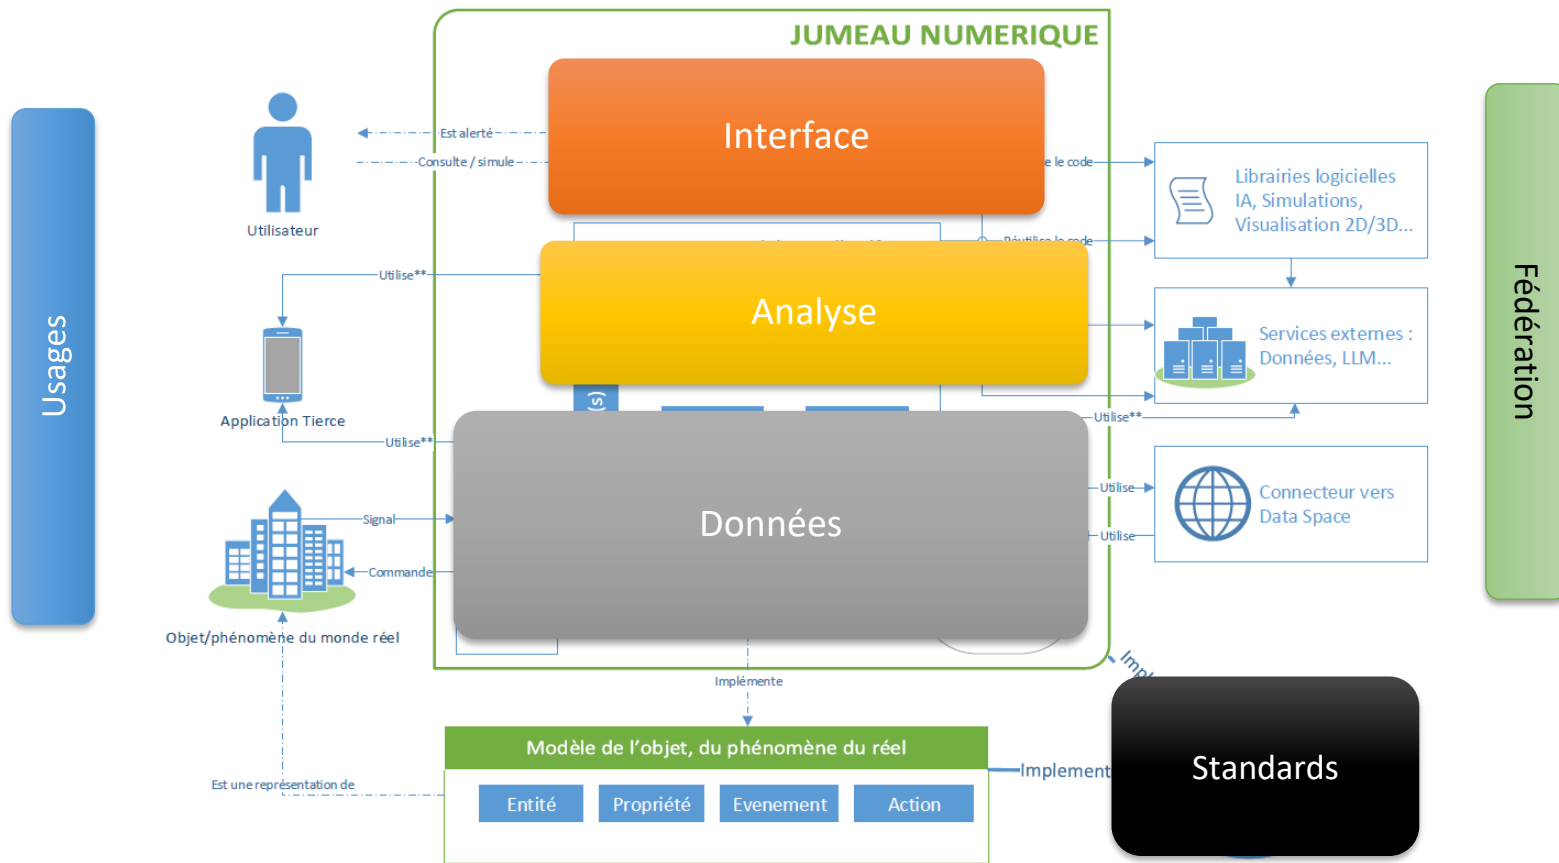 JUMEAU NUMERIQUE
Usages
Fédération
Interface
Est alerté
Consulte / simule
Utilisateur
le code
Librairies logicielles
IA, Simulations,
Visualisation 2D/3D...
Réutilise le code
Utilise**
Analyse
Services externes :
Données, LLM...
Application Tierce
(s)
Utilise**
Utilise**
Données
Signal
Commande
Utilise
Utilise
Connecteur vers
Data Space
Objet/phénomène du monde réel
Implémente
Modèle de l'objet, du phénomène du réel
Entité
Propriété
Evenement
Action
Est une représentation de
Implement
Standards